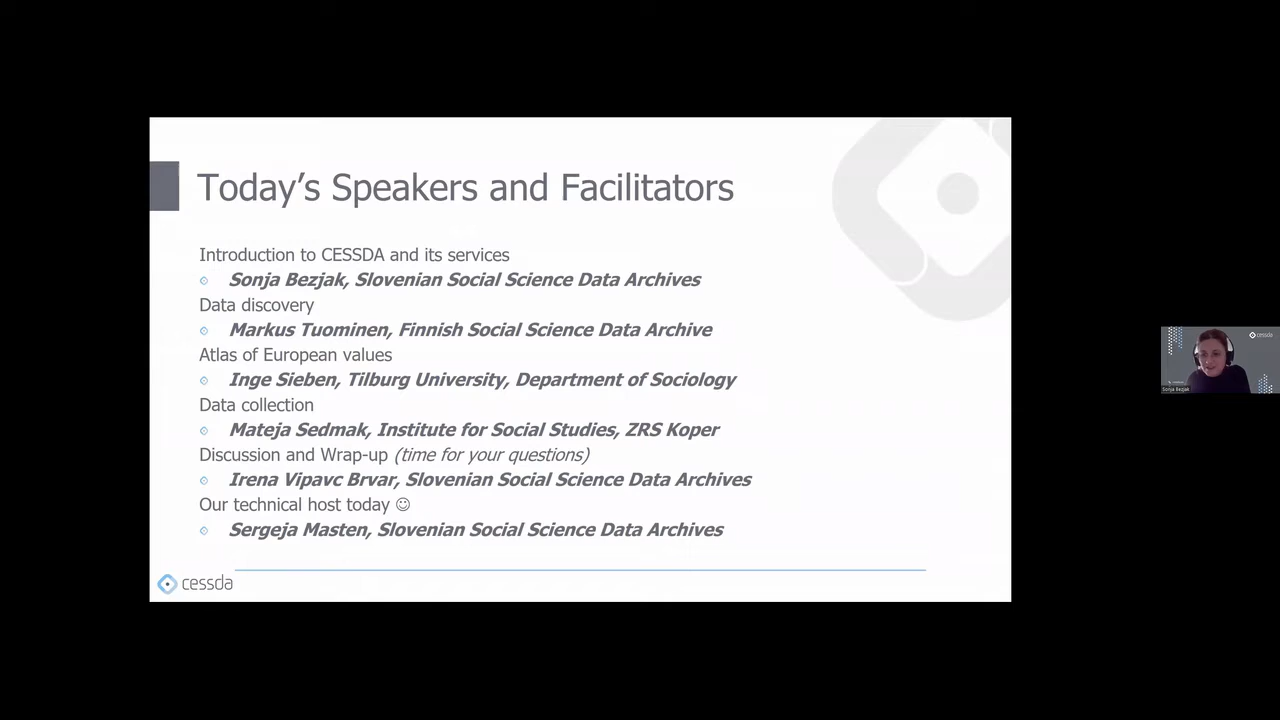 Today's Speakers and Facilitators
Introduction to CESSDA and its services
Sonja Bezjak, Slovenian Social Science Data Archives
Data discovery
Markus Tuominen, Finnish Social Science Data Archive
Atlas of European values
Inge Sieben, Tilburg University, Department of Sociology
Data collection
Mateja Sedmak, Institute for Social Studies, ZRS Koper
Discussion and Wrap-up (time for your questions)
Irena Vipavc Brvar, Slovenian Social Science Data Archives
Our technical host today ☺
Sergeja Masten, Slovenian Social Science Data Archives
cessda
cessda
Sonja Bezjak